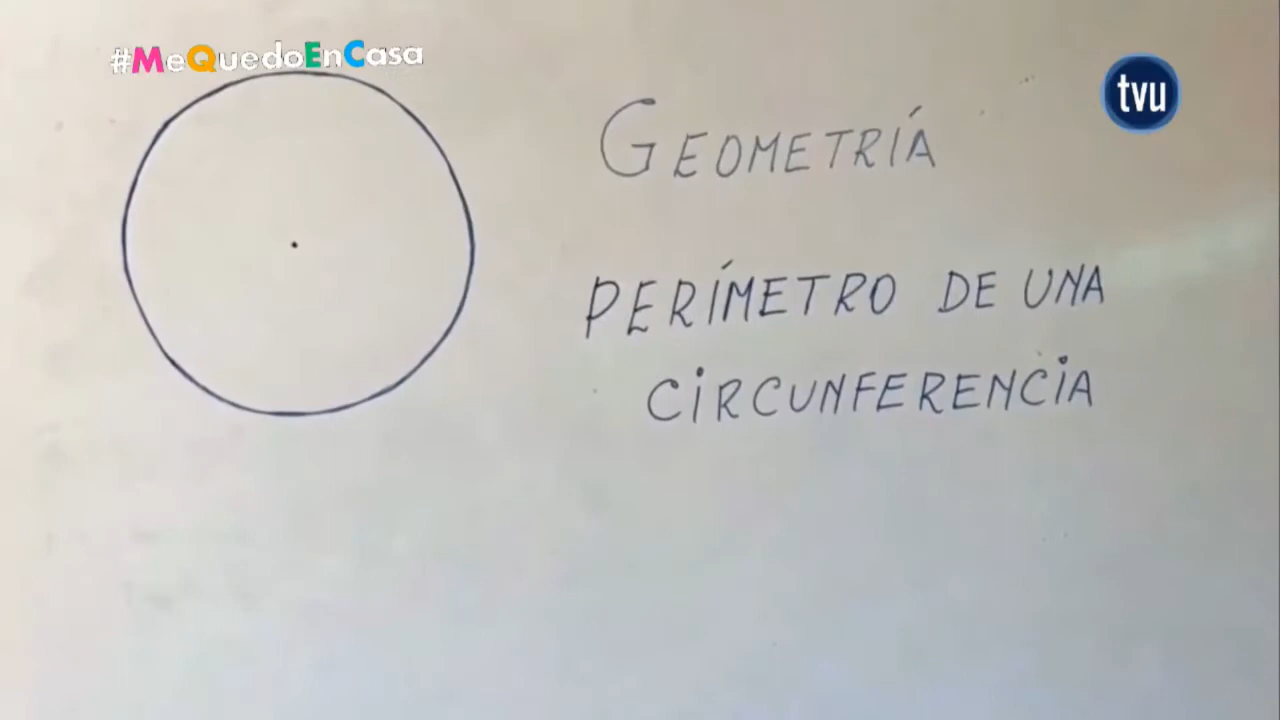 #MeQuedoEnCasa
tvu
GEOMETRÍA
PERÍMETRO DE UNA
CIRCUNFERENCIA